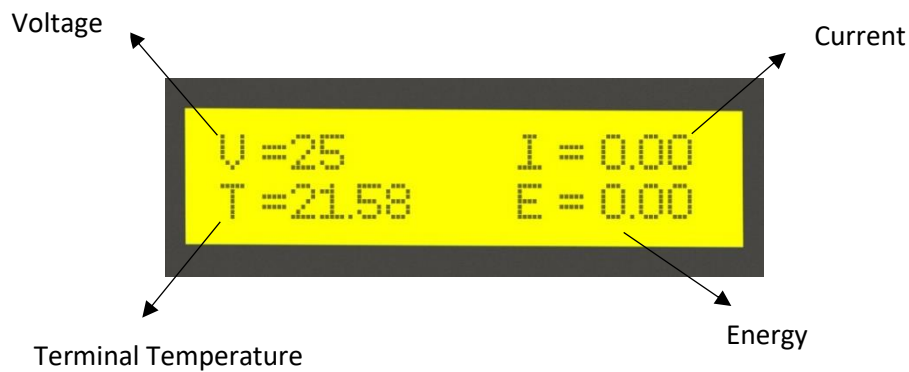 Voltage
Current
V =25 I = 0.00
T =21.58 E = 0.00
Energy
Terminal Temperature